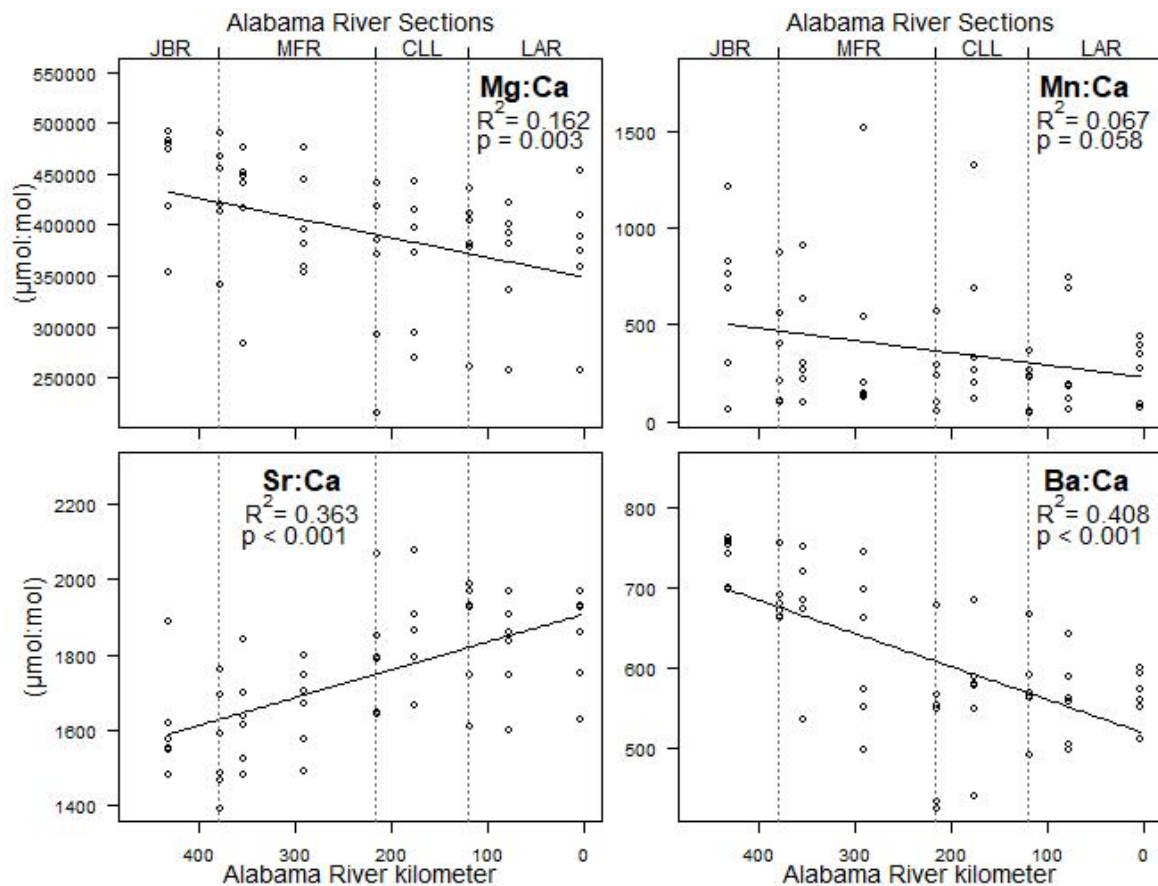 Alabama River Sections
JBR MFR CLL LAR
550000
500000
450000
400000
350000
300000
250000
(µmol:mol)
Mg:Ca
R² = 0.162
p = 0.003
Alabama River Sections
JBR MFR CLL LAR
1500
1000
500
0
Mn:Ca
R² = 0.067
p = 0.058
2200
2000
1800
1600
1400
(µmol:mol)
Sr:Ca
R² = 0.363
p < 0.001
400 300 200 100 0
Alabama River kilometer
800
700
600
500
Ba:Ca
R² = 0.408
p < 0.001
400 300 200 100 0
Alabama River kilometer